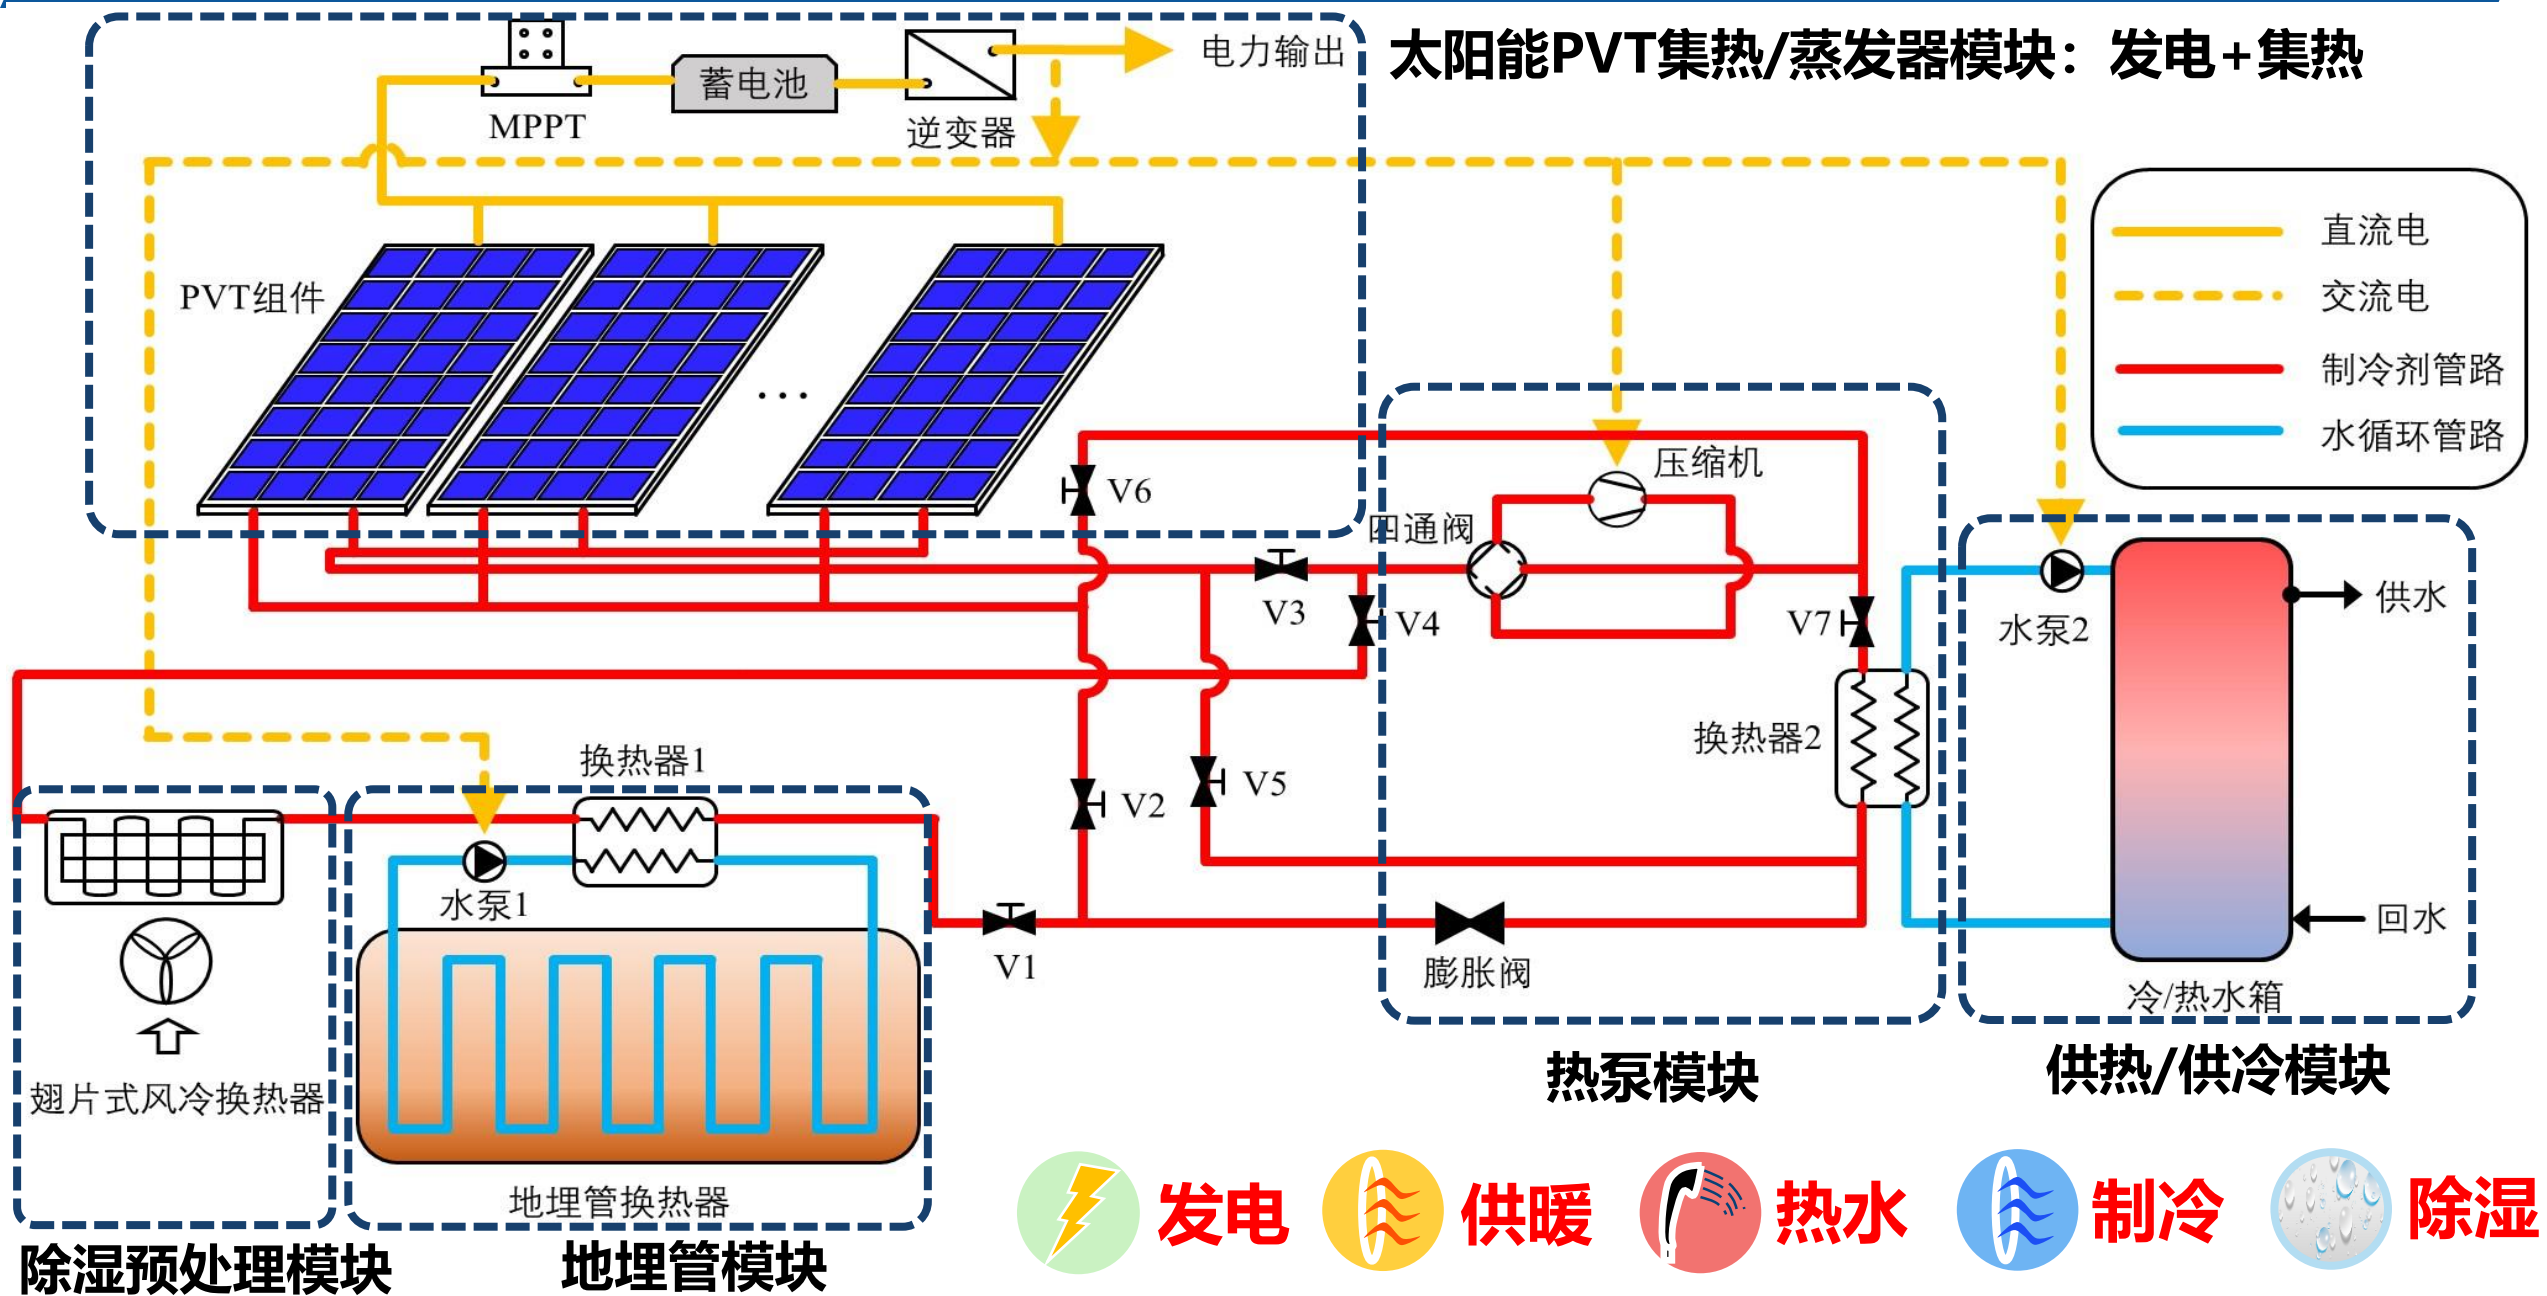 太阳能PVT集热/蒸发器模块：发电+集热
电力输出
MPPT
蓄电池
逆变器
PVT组件
...
直流电
交流电
制冷剂管路
水循环管路
V6
压缩机
四通阀
V3
V4
V7
水泵2
供水
换热器1
换热器2
V5
V2
水泵1
V1
膨胀阀
回水
冷/热水箱
翅片式风冷换热器
地埋管换热器
热泵模块
供热/供冷模块
除湿预处理模块
地埋管模块
发电
供暖
热水
制冷
除湿